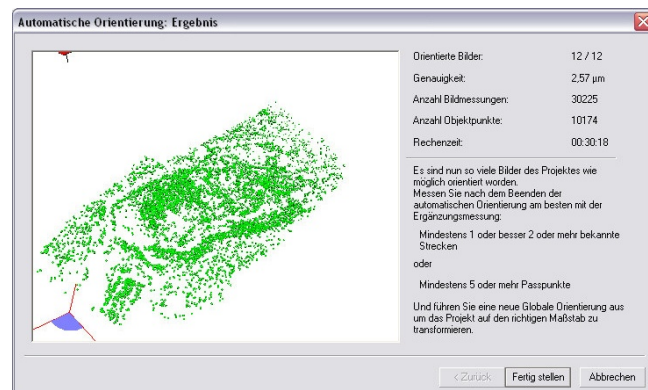 Automatische Orientierung: Ergebnis
Orientierte Bilder: 12 / 12
Genauigkeit: 2,57 µm
Anzahl Bildmessungen: 30225
Anzahl Objektpunkte: 10174
Rechenzeit: 00:30:18
Es sind nun so viele Bilder des Projektes wie
möglich orientiert worden.
Messen Sie nach dem Beenden der
automatischen Orientierung am besten mit der
Ergänzungsmessung:
Mindestens 1 oder besser 2 oder mehr bekannte
Strecken
oder
Mindestens 5 oder mehr Passpunkte
Und führen Sie eine neue Globale Orientierung aus
um das Projekt auf den richtigen Maßstab zu
transformieren.
< Zurück Fertig stellen Abbrechen